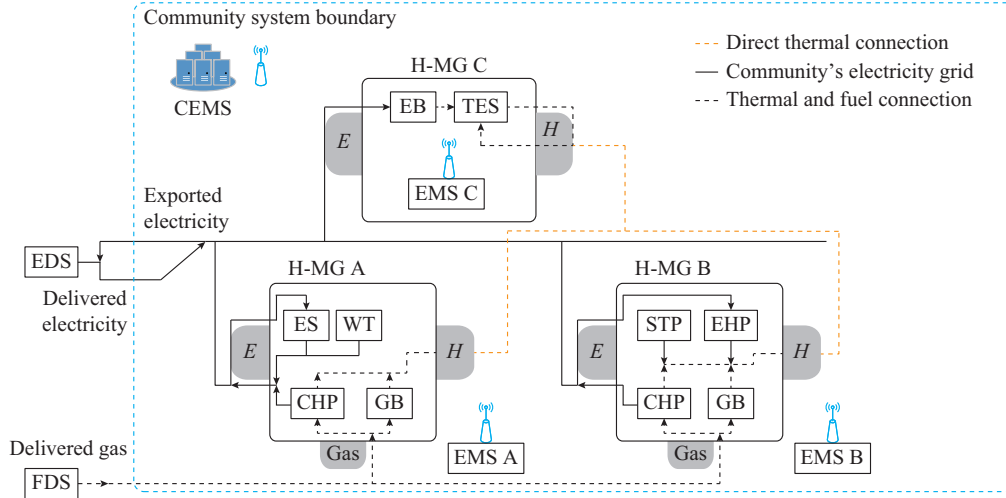 Community system boundary
CEMS
H-MG C
Direct thermal connection
Community's electricity grid
Thermal and fuel connection
EB
TES
E
H
EMS C
Exported
electricity
EDS
Delivered
electricity
H-MG A
ES
WT
E
H
CHP
GB
Gas
EMS A
H-MG B
STP
EHP
E
H
CHP
GB
Gas
EMS B
Delivered gas
FDS